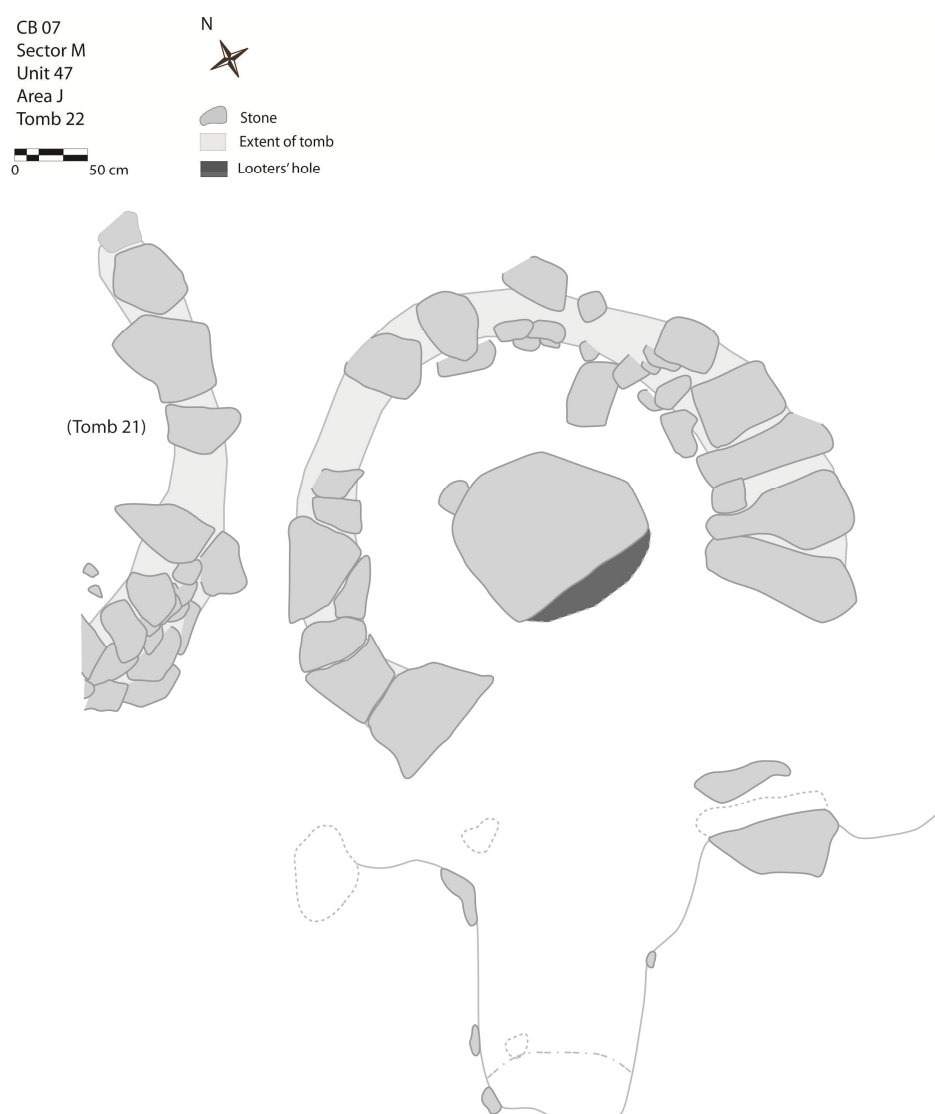 CB 07
Sector M
Unit 47
Area J
Tomb 22
0 50 cm
N
Stone
Extent of tomb
Looters' hole
(Tomb 21)